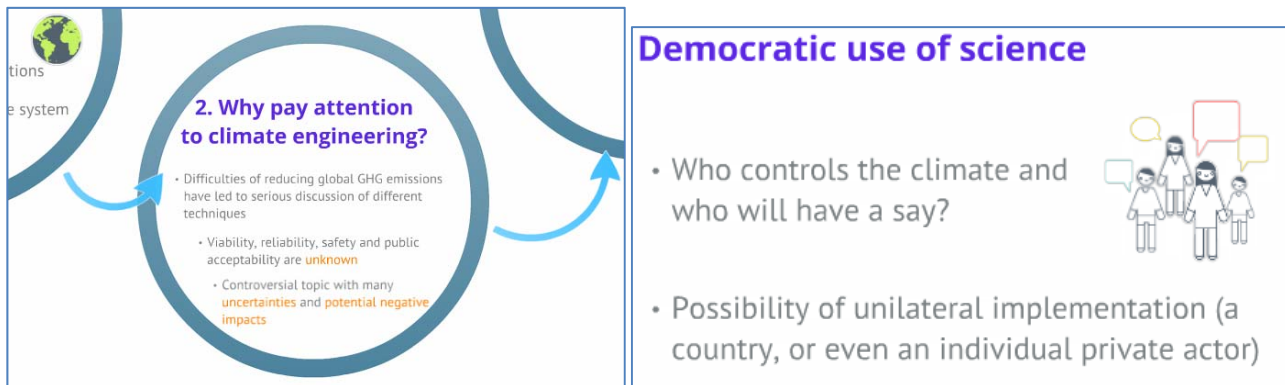 tions
e system
2. Why pay attention
to climate engineering?
• Difficulties of reducing global GHG emissions
have led to serious discussion of different
techniques
• Viability, reliability, safety and public
acceptability are unknown
• Controversial topic with many
uncertainties and potential negative
impacts
Democratic use of science
• Who controls the climate and
who will have a say?
• Possibility of unilateral implementation (a
country, or even an individual private actor)